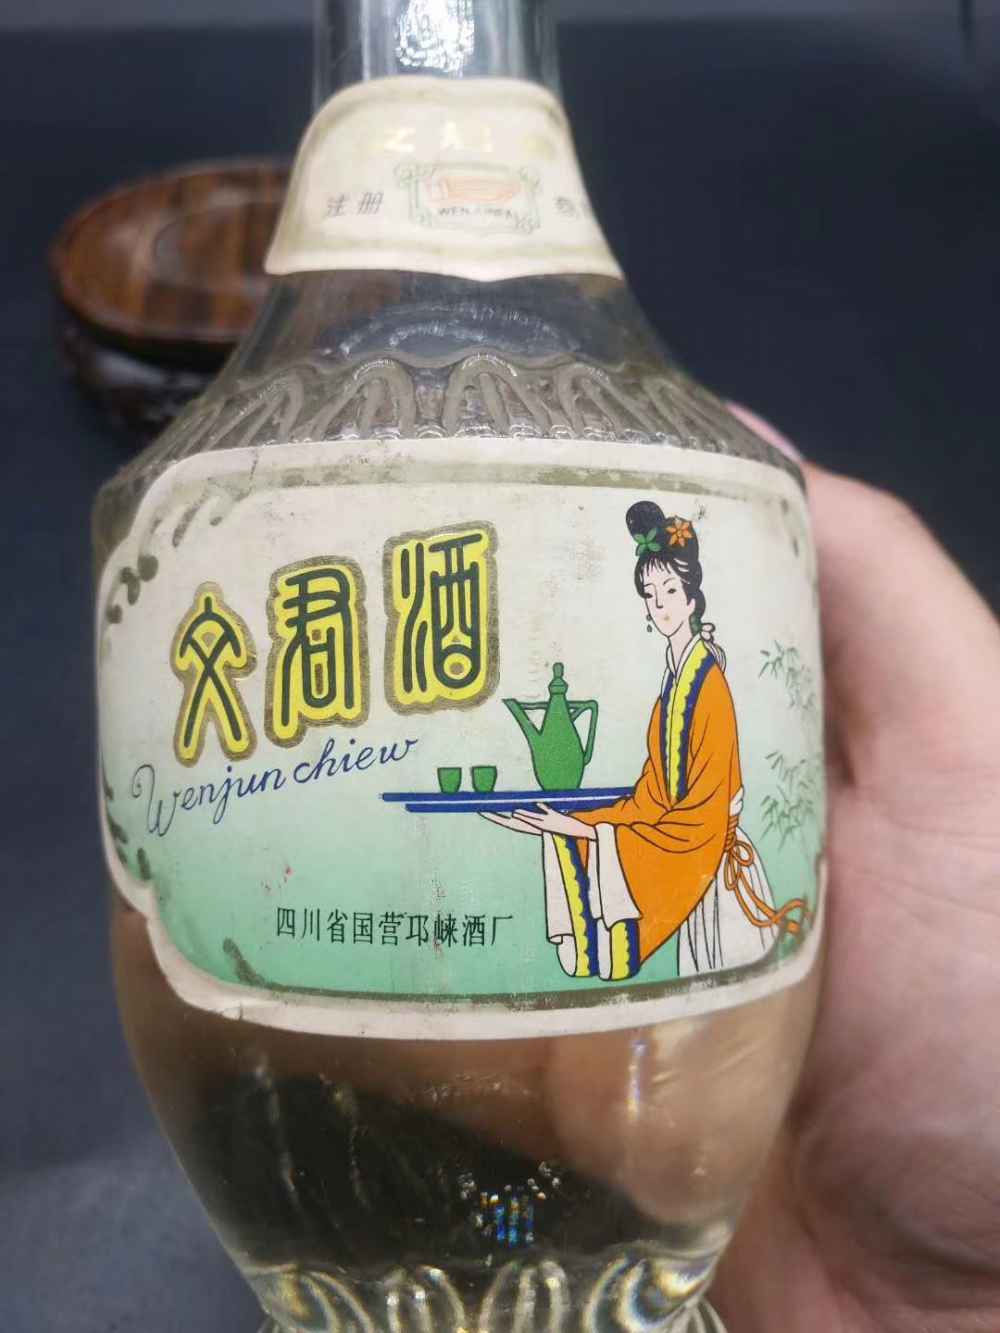 注册
文君酒
Wenjun chiew
四川省国营邛崃酒厂